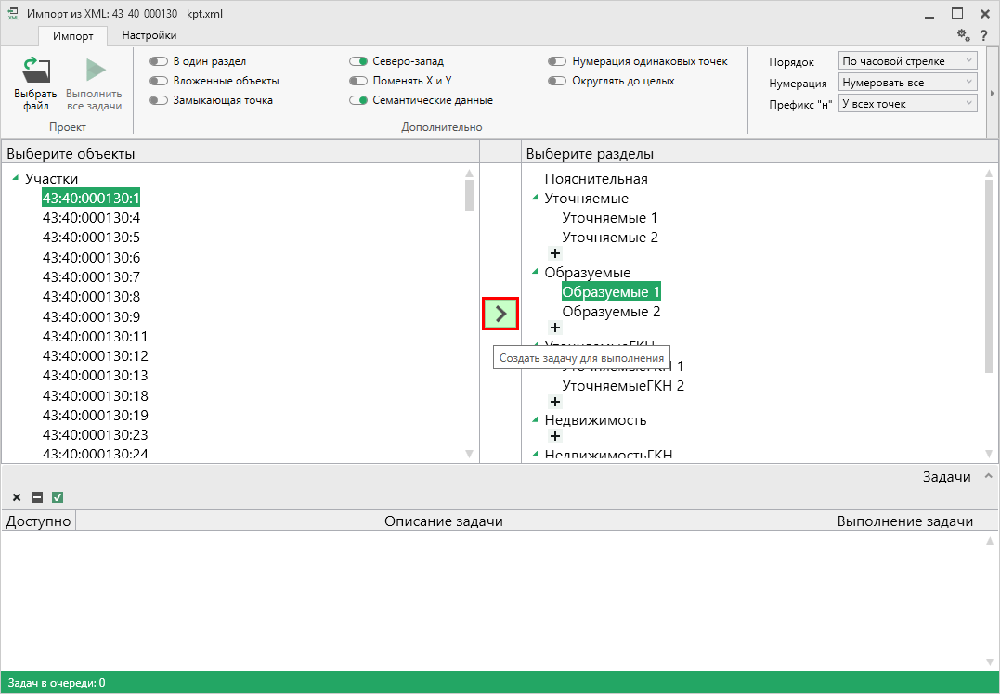 Импорт из XML: 43_40_000130__kpt.xml
Импорт
Настройки
?
Выбрать файл
Выполнить все задачи
Проект
В один раздел
Вложенные объекты
Замыкающая точка
Северо-запад
Поменять X и Y
Семантические данные
Нумерация одинаковых точек
Округлять до целых
Дополнительно
Порядок
По часовой стрелке
Нумерация
Нумеровать все
Префикс "н"
У всех точек
Выберите объекты
Участки
43:40:000130:1
43:40:000130:4
43:40:000130:5
43:40:000130:6
43:40:000130:7
43:40:000130:8
43:40:000130:9
43:40:000130:11
43:40:000130:12
43:40:000130:13
43:40:000130:18
43:40:000130:19
43:40:000130:23
43:40:000130:24
Создать задачу для выполнения
Выберите разделы
Пояснительная
Уточняемые
Уточняемые 1
Уточняемые 2
+
Образуемые
Образуемые 1
Образуемые 2
+
УточняемыеГКН
УточняемыеГКН 1
УточняемыеГКН 2
+
Недвижимость
+
НедвижимостьГКН
Задачи
Доступно
Описание задачи
Выполнение задачи
Задач в очереди: 0